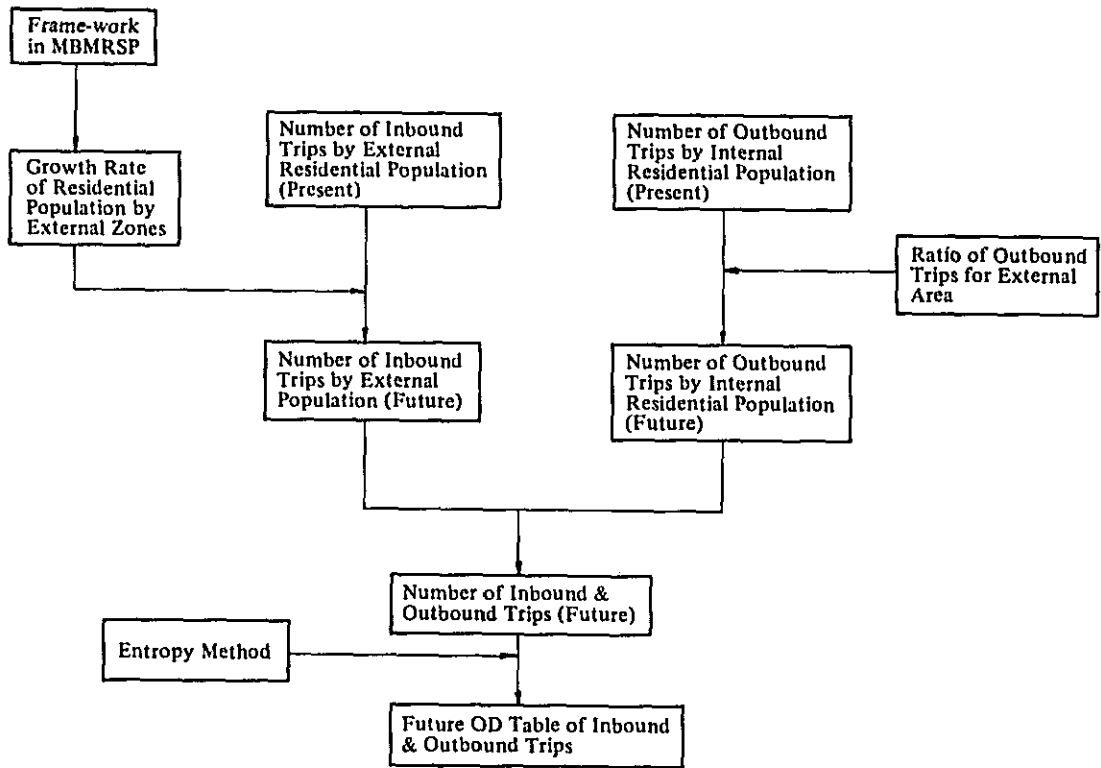 Frame-work
in MBMRSP
Number of Inbound
Trips by External
Residential Population
(Present)
Number of Outbound
Trips by Internal
Residential Population
(Present)
Growth Rate
of Residential
Population by
External Zones
Ratio of Outbound
Trips for External
Area
Number of Inbound
Trips by External
Population (Future)
Number of Outbound
Trips by Internal
Residential Population
(Future)
Number of Inbound &
Outbound Trips (Future)
Entropy Method
Future OD Table of Inbound
& Outbound Trips